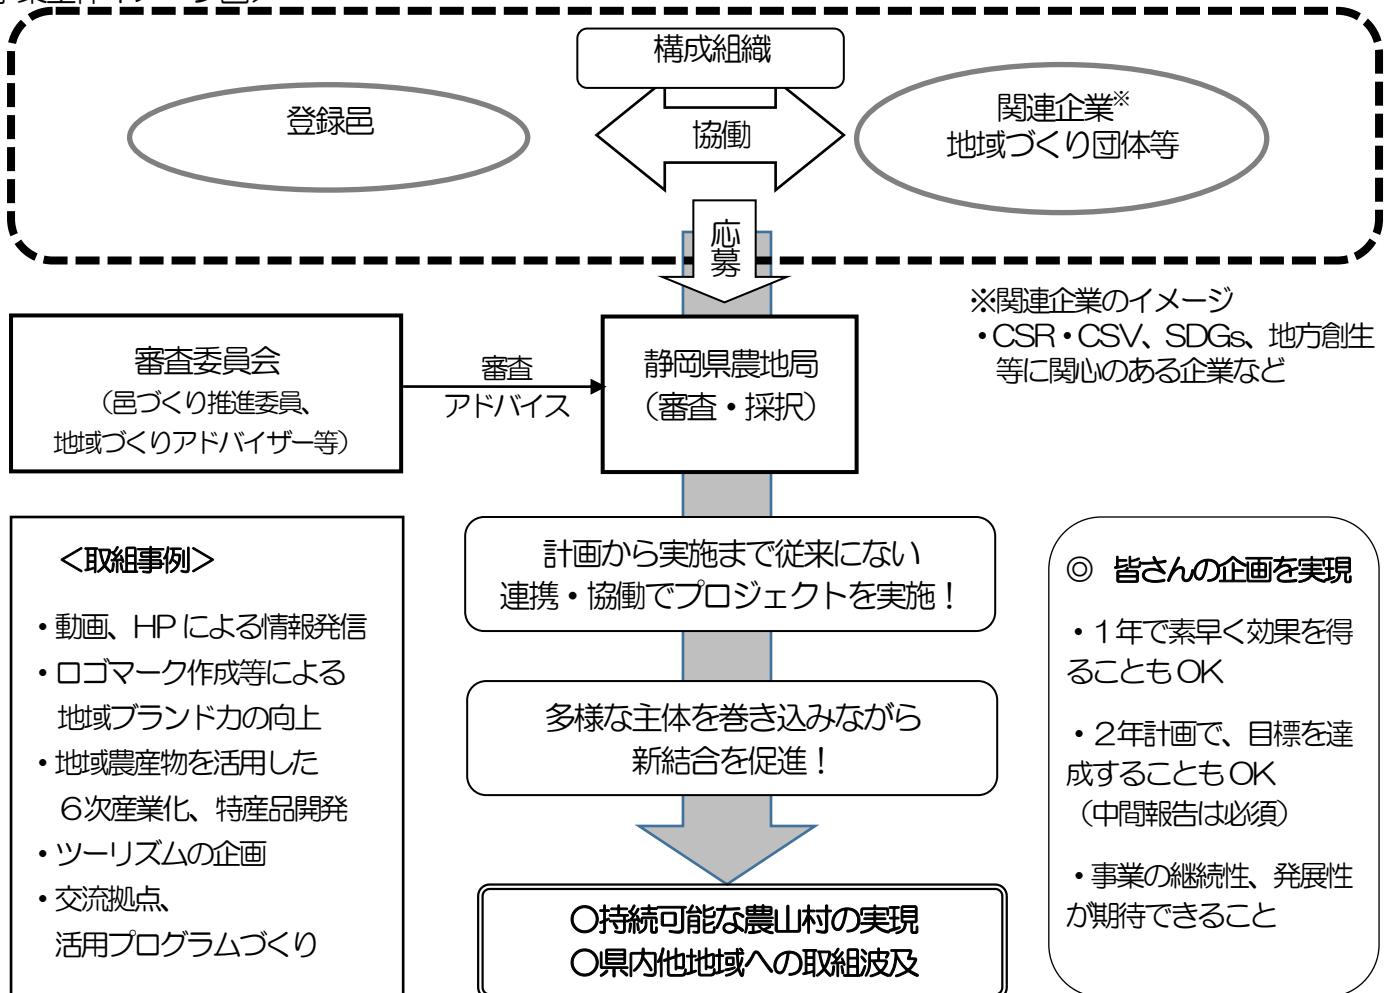 構成組織
登録邑
協働
関連企業※
地域づくり団体等
応募
※関連企業のイメージ
・CSR・CSV、SDGs、地方創生
等に関心のある企業など
審査委員会
（邑づくり推進委員、
地域づくりアドバイザー等）
審査
アドバイス
静岡県農地局
（審査・採択）
＜取組事例＞
・動画、HPによる情報発信
・ロゴマーク作成等による
地域ブランド力の向上
・地域農産物を活用した
６次産業化、特産品開発
・ツーリズムの企画
・交流拠点、
活用プログラムづくり
計画から実施まで従来にない
連携・協働でプロジェクトを実施！
多様な主体を巻き込みながら
新結合を促進！
○持続可能な農山村の実現
○県内他地域への取組波及
◎ 皆さんの企画を実現
・１年で素早く効果を得
ることもOK
・２年計画で、目標を達
成することもOK
（中間報告は必須）
・事業の継続性、発展性
が期待できること